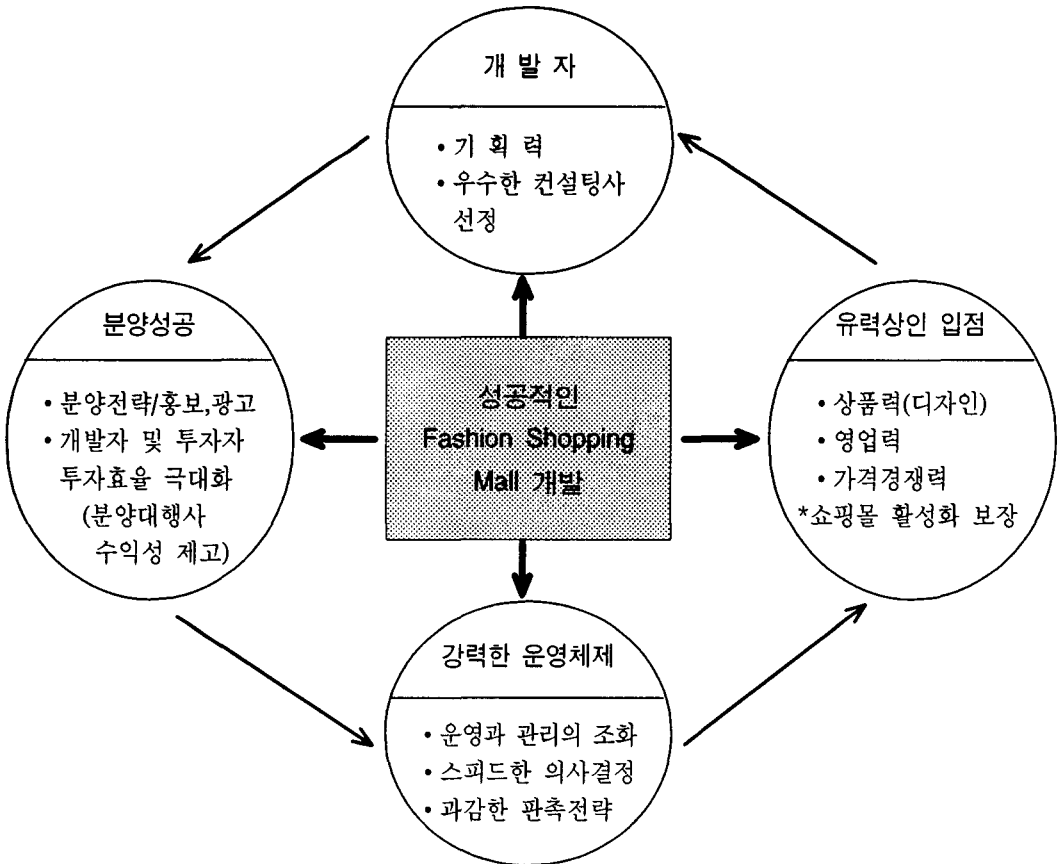 개 발 자
• 기 획 력
• 우수한 컨설팅사
선정
분양성공
• 분양전략/홍보,광고
• 개발자 및 투자자
투자효율 극대화
(분양대행사
수익성 제고)
성공적인
Fashion Shopping
Mall 개발
유력상인 입점
• 상품력(디자인)
• 영업력
• 가격경쟁력
*쇼핑몰 활성화 보장
강력한 운영체제
• 운영과 관리의 조화
• 스피드한 의사결정
• 과감한 판촉전략